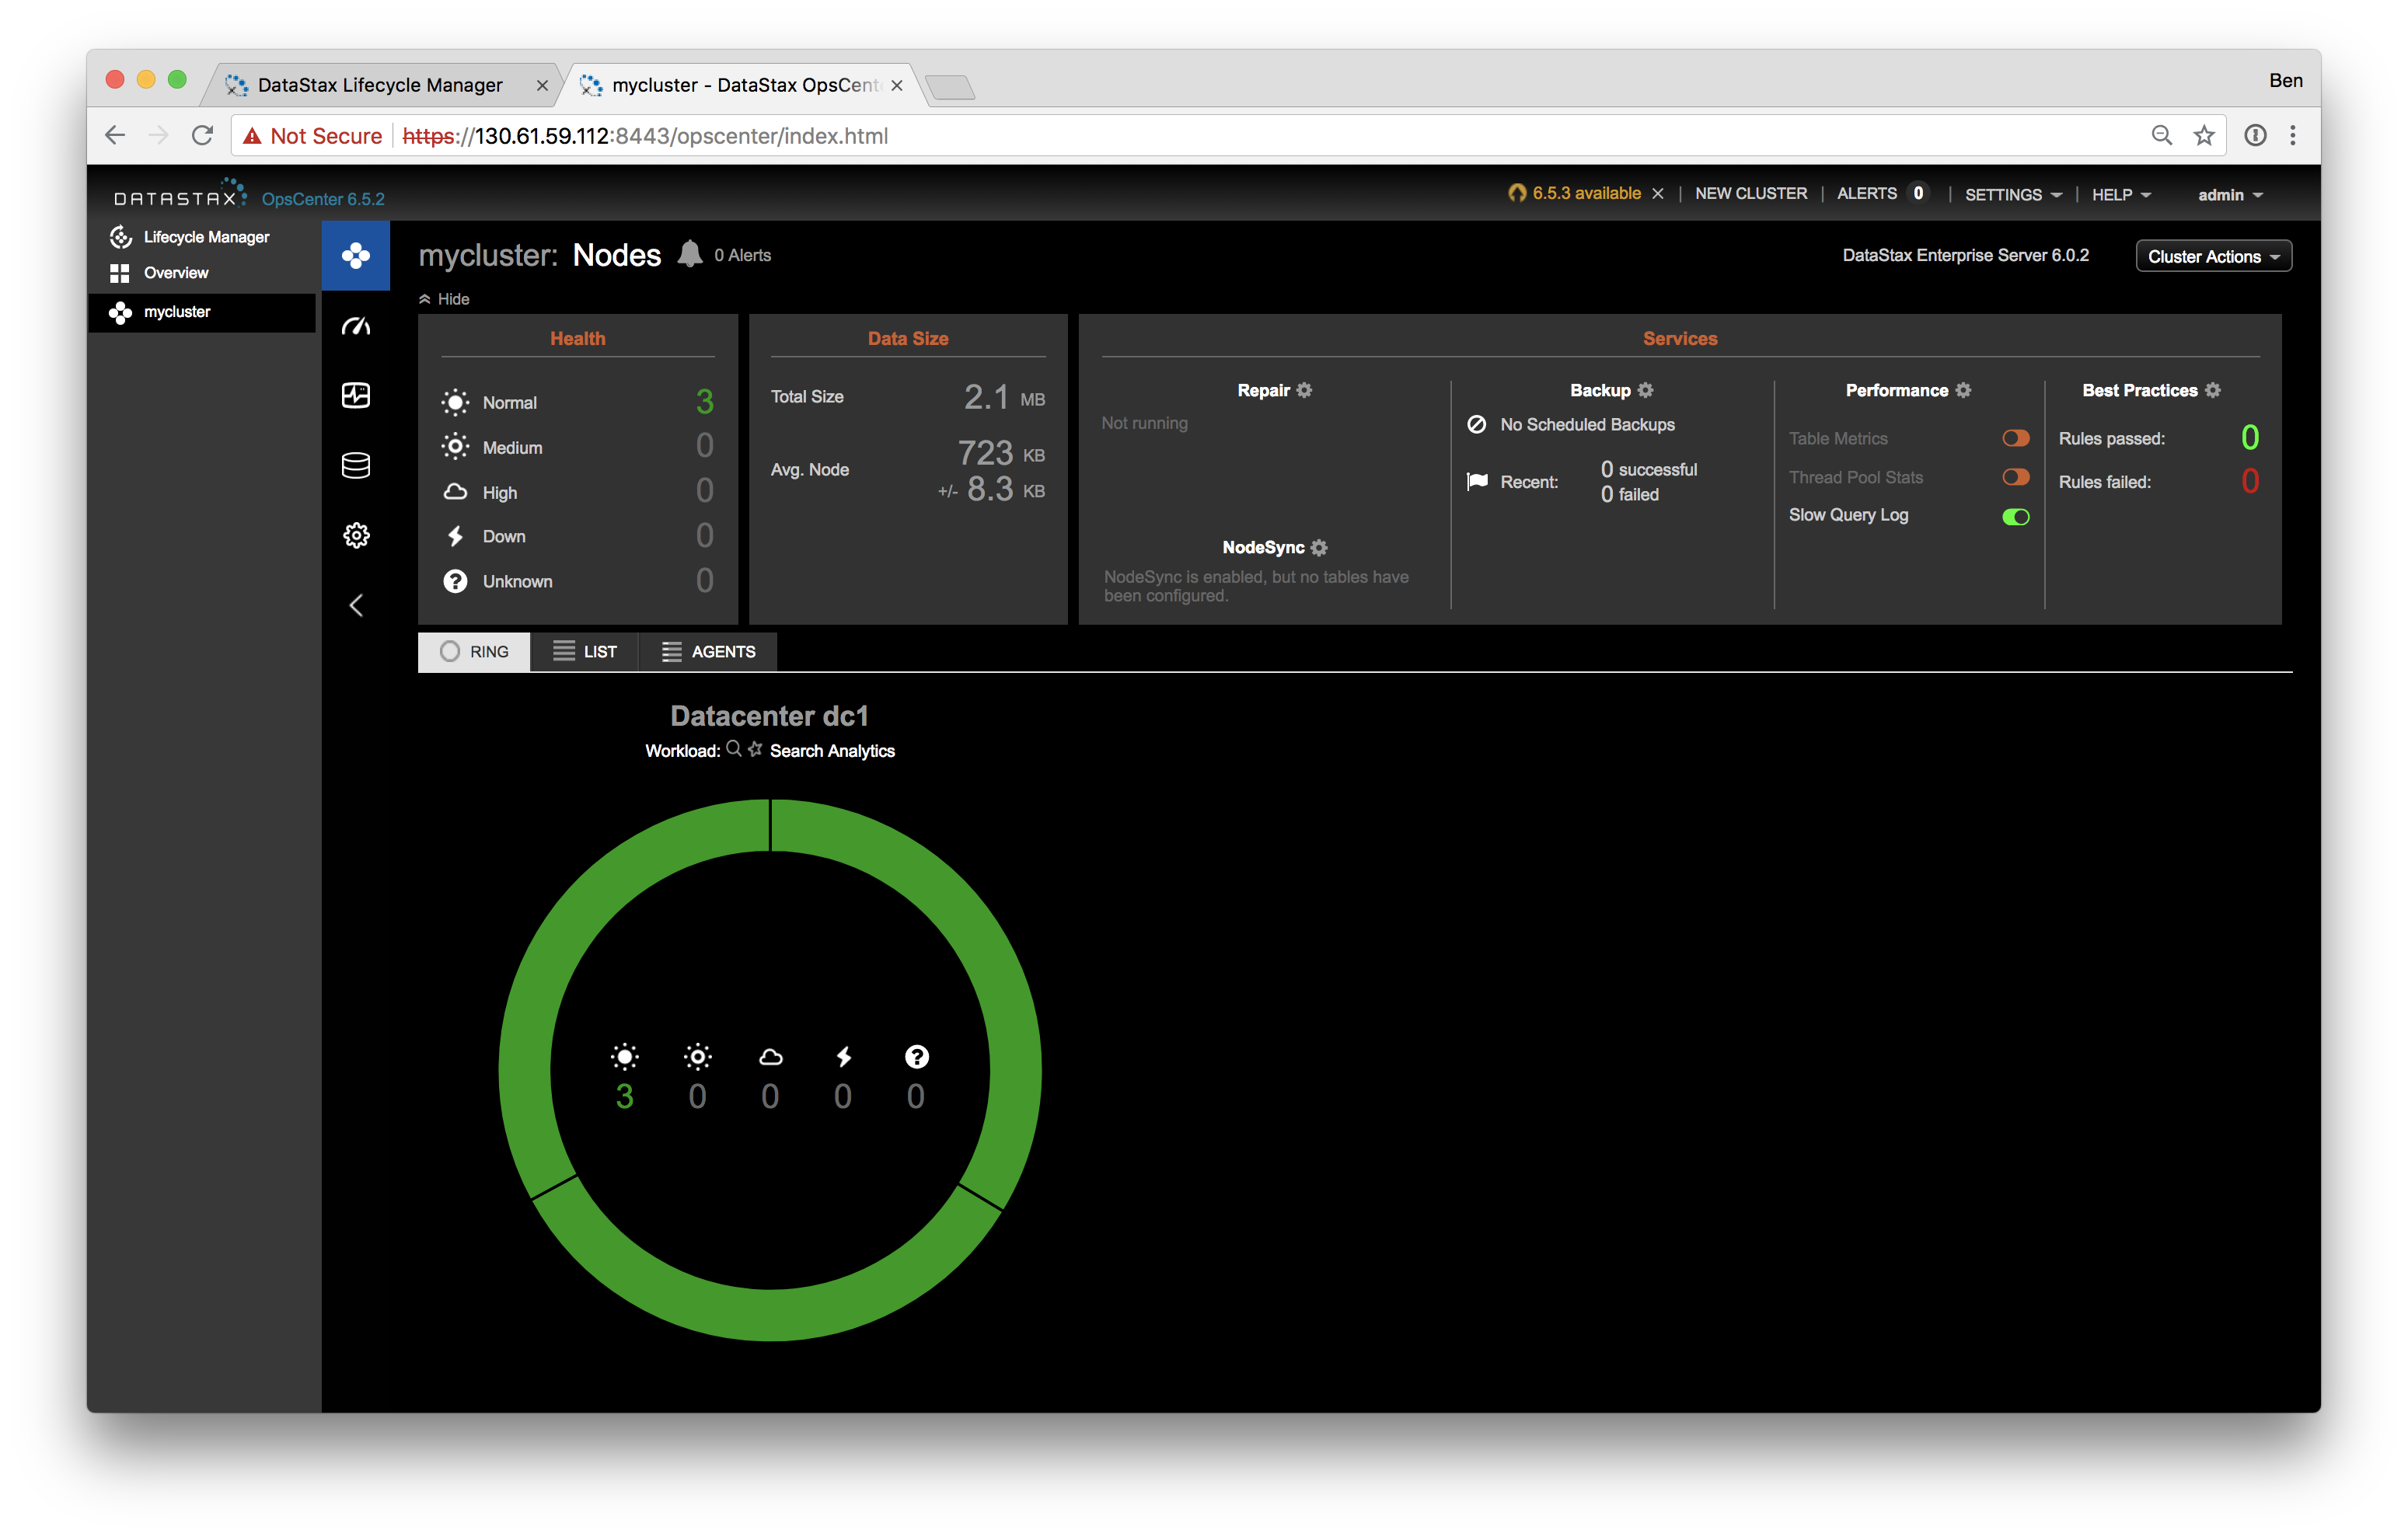 DataStax Lifecycle Manager
mycluster - DataStax OpsCent
Ben
Not Secure https://130.61.59.112:8443/opscenter/index.html
DATASTAX OpsCenter 6.5.2
6.5.3 available × | NEW CLUSTER | ALERTS 0 | SETTINGS | HELP admin
Lifecycle Manager
Overview
mycluster
mycluster: Nodes 0 Alerts
DataStax Enterprise Server 6.0.2
Cluster Actions
Hide
Health
Normal 3
Medium 0
High 0
Down 0
Unknown 0
Data Size
Total Size 2.1 MB
Avg. Node 723 KB
+/- 8.3 KB
Services
Repair
Not running
NodeSync
NodeSync is enabled, but no tables have
been configured.
Backup
No Scheduled Backups
Recent: 0 successful
0 failed
Performance
Table Metrics
Thread Pool Stats
Slow Query Log
Best Practices
Rules passed: 0
Rules failed: 0
RING LIST AGENTS
Datacenter dc1
Workload: Search Analytics
3 0 0 0 0